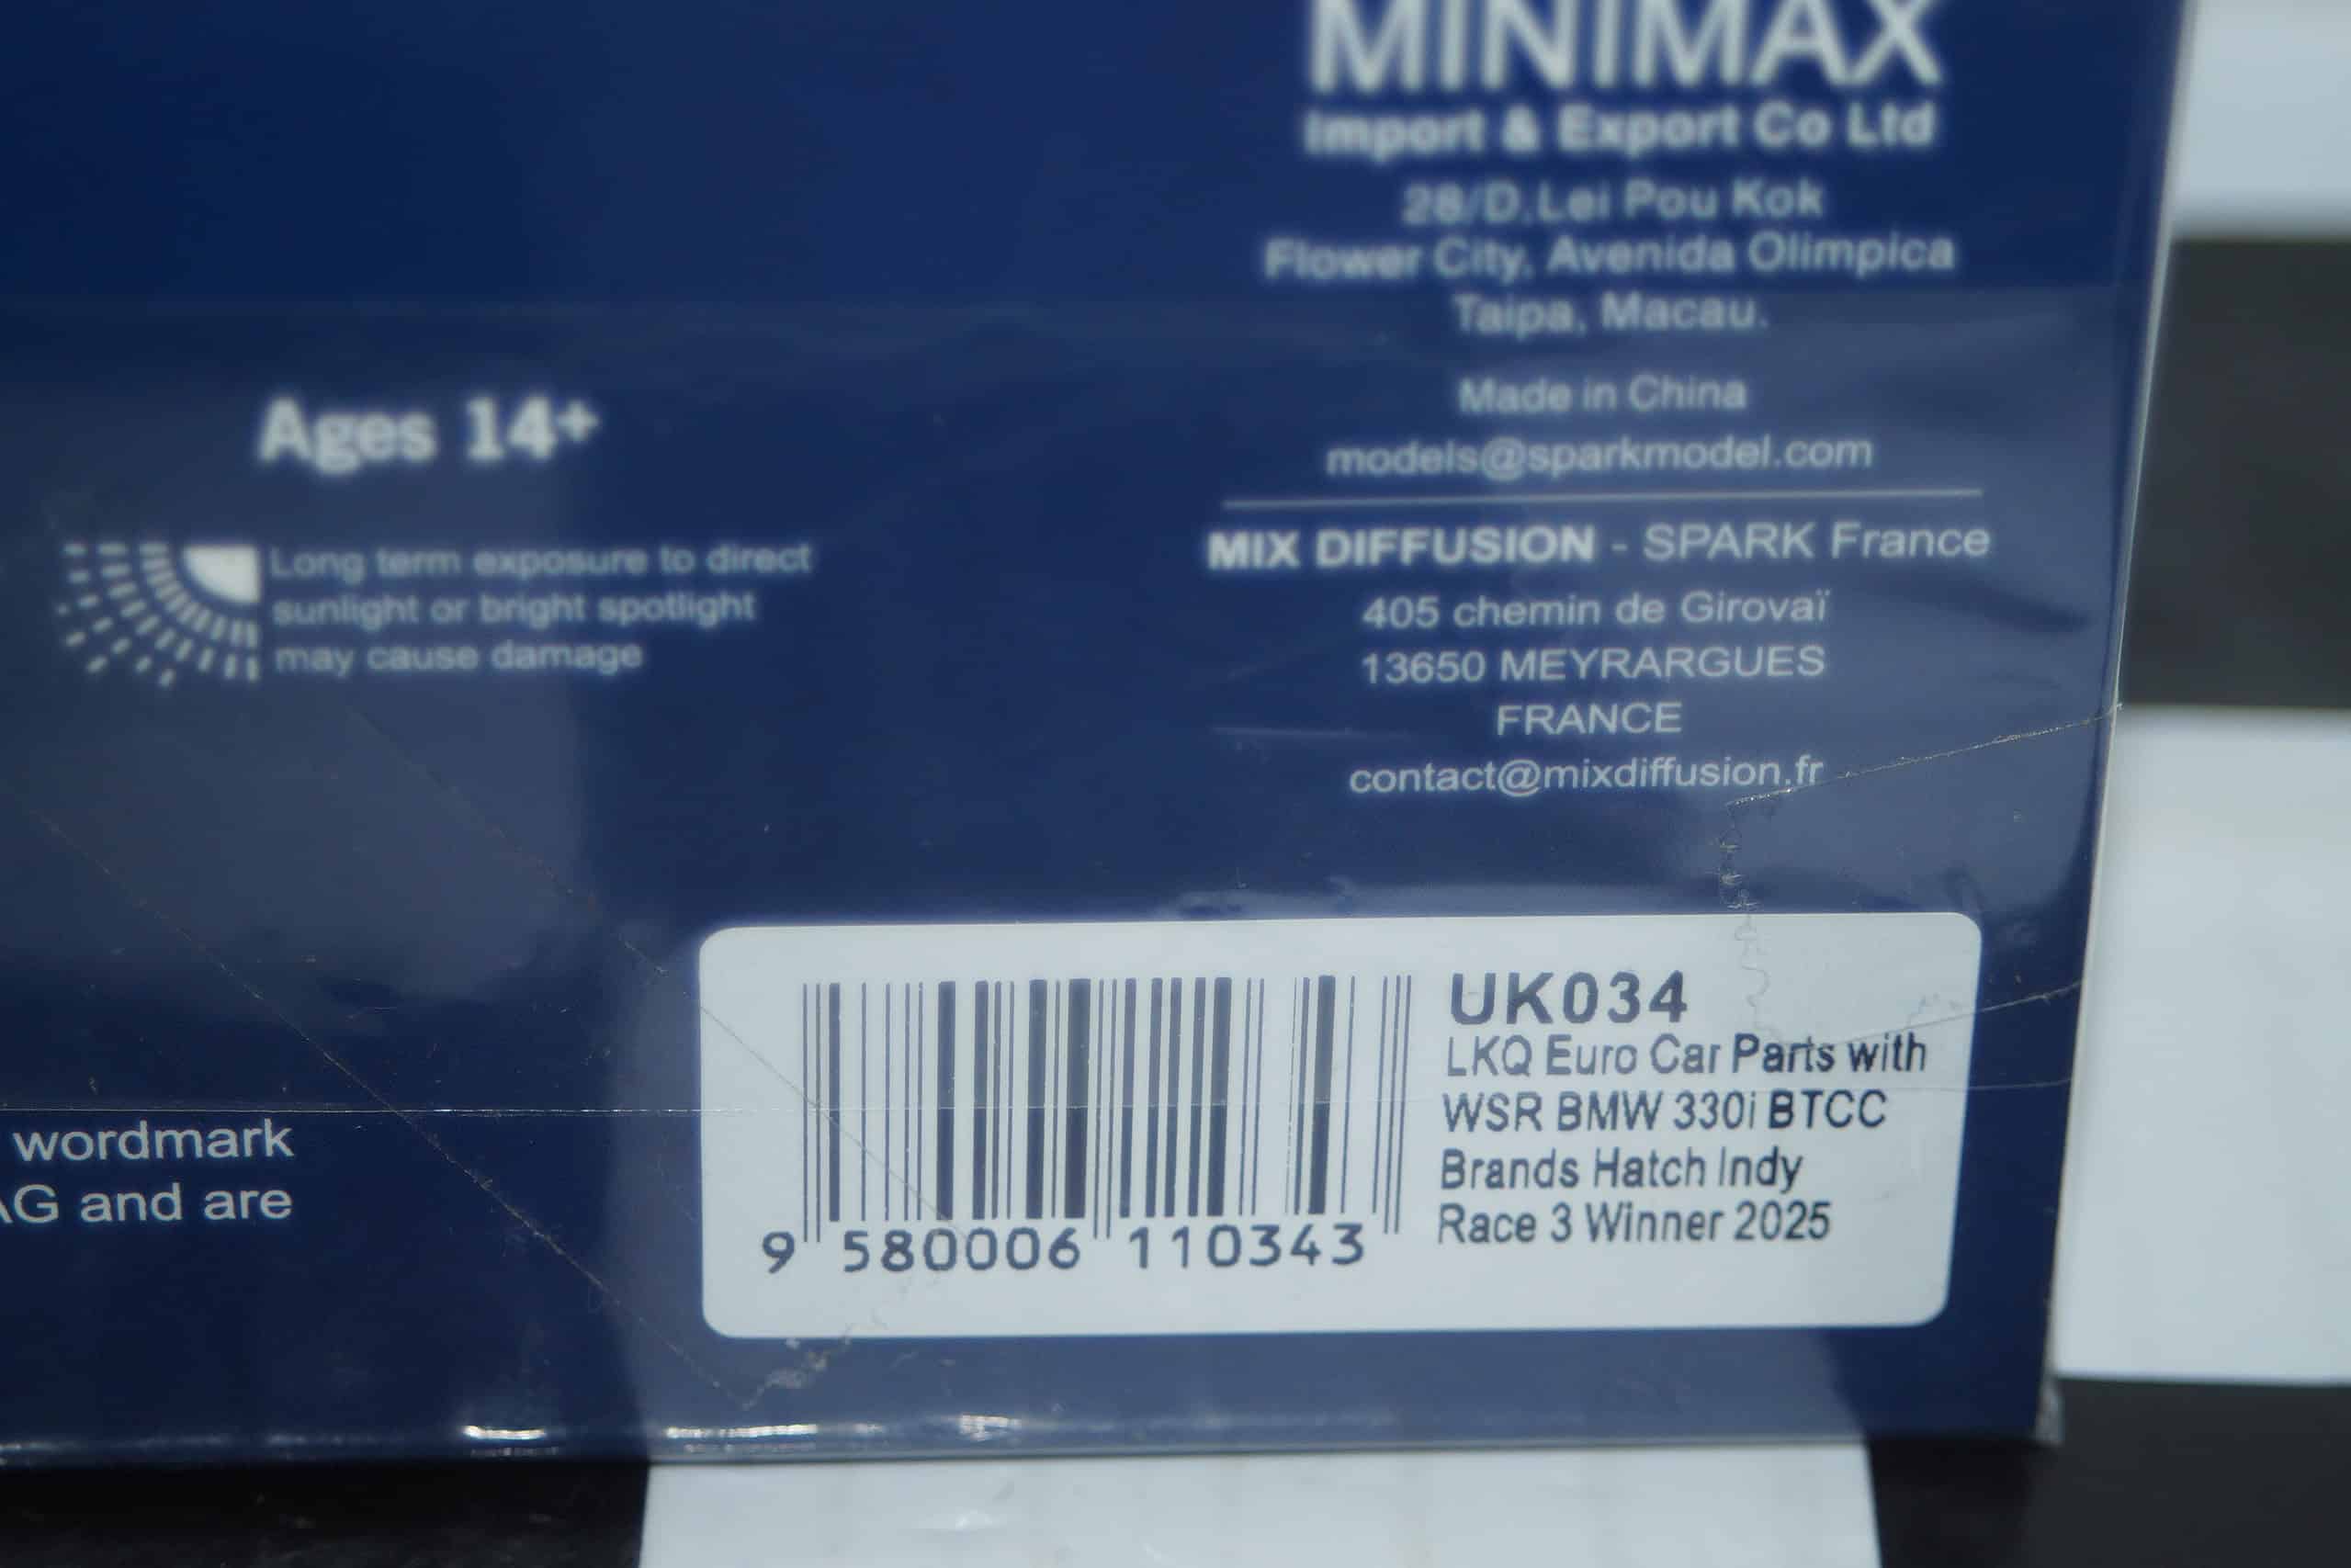 MINIMAX
Import & Export Co Ltd
28/D,Lei Pou Kok
Flower City, Avenida Olimpica
Taipa, Macau.
Made in China
models@sparkmodel.com
MIX DIFFUSION - SPARK France
405 chemin de Girovaï
13650 MEYRARGUES
FRANCE
contact@mixdiffusion.fr
Ages 14+
Long term exposure to direct
sunlight or bright spotlight
may cause damage
wordmark
AG and are
UK034
LKQ Euro Car Parts with
WSR BMW 330i BTCC
Brands Hatch Indy
Race 3 Winner 2025
9 580006 110343